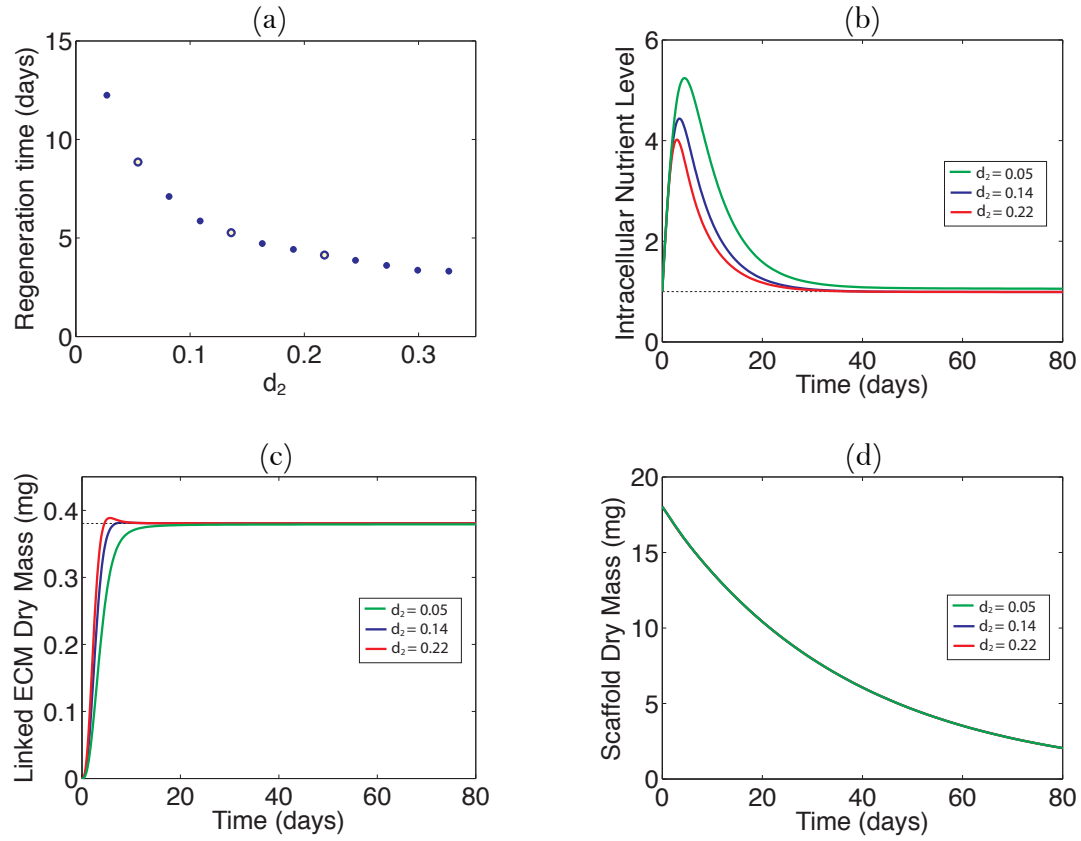 (a)
15
10
5
0
0
0.1
0.2
0.3
Regeneration time (days)
d₂
(b)
6
4
2
0
0
20
40
60
80
Intracellular Nutrient Level
Time (days)
d₂ = 0.05
d₂ = 0.14
d₂ = 0.22
(c)
0.4
0.3
0.2
0.1
0
0
20
40
60
80
Linked ECM Dry Mass (mg)
Time (days)
d₂ = 0.05
d₂ = 0.14
d₂ = 0.22
(d)
20
15
10
5
0
0
20
40
60
80
Scaffold Dry Mass (mg)
Time (days)
d₂ = 0.05
d₂ = 0.14
d₂ = 0.22